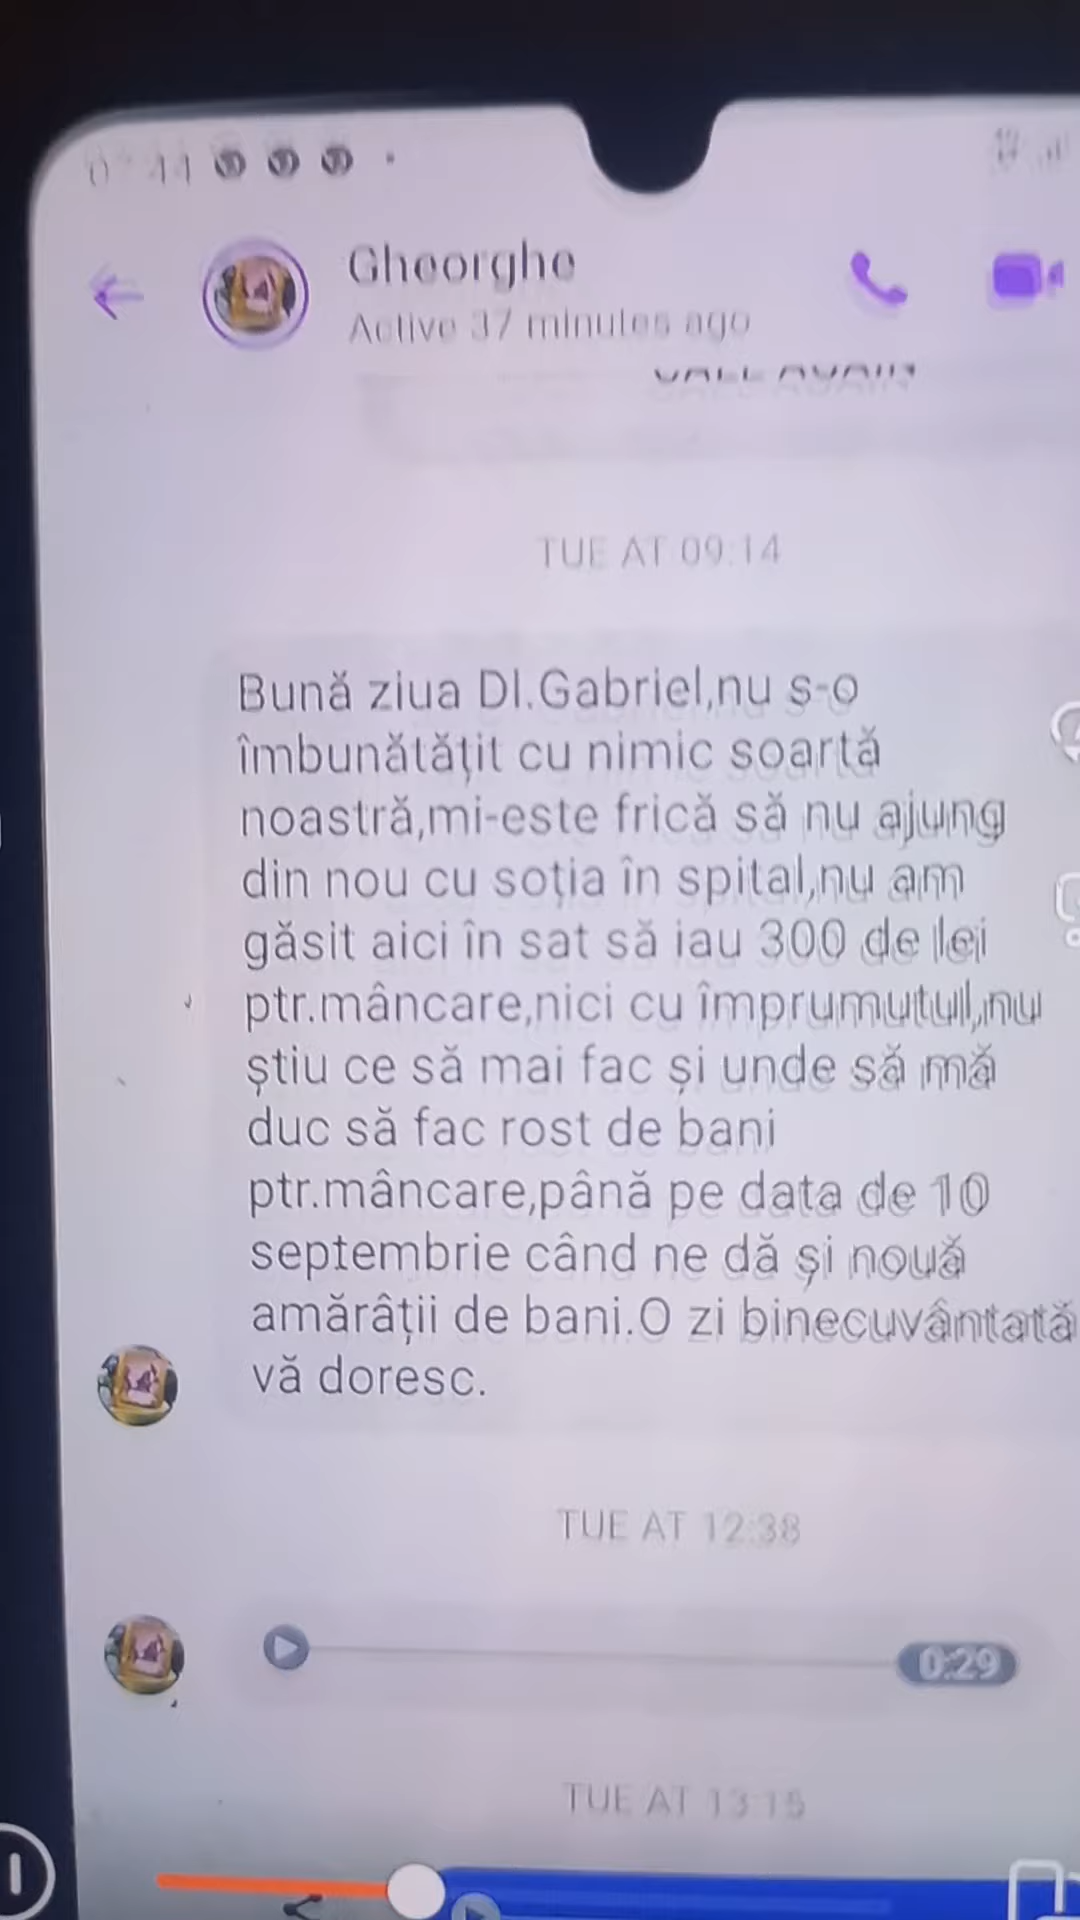 Gheorghe
Active 37 minutes ago
CALL AGAIN
TUE AT 09:14
Bună ziua Dl.Gabriel,nu s-o
îmbunătățit cu nimic soartă
noastră,mi-este frică să nu ajung
din nou cu soția în spital,nu am
găsit aici în sat să iau 300 de lei
ptr.mâncare,nici cu împrumutul,nu
știu ce să mai fac și unde să mă
duc să fac rost de bani
ptr.mâncare,până pe data de 10
septembrie când ne dă și nouă
amărâții de bani.O zi binecuvântată
vă doresc.
TUE AT 12:38
0:29
TUE AT 13:15